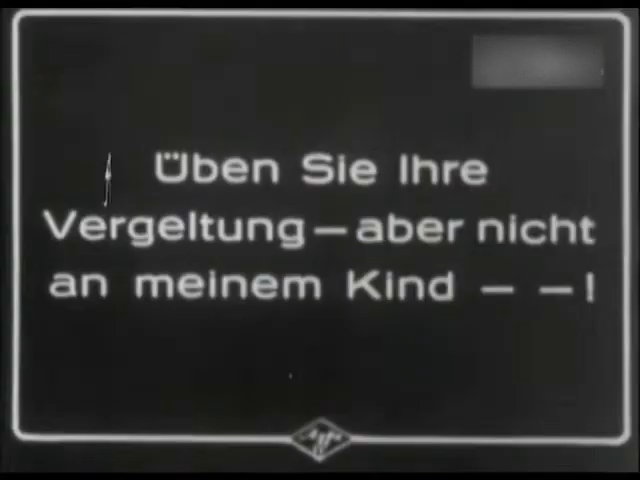 Üben Sie Ihre
Vergeltung — aber nicht
an meinem Kind — — !